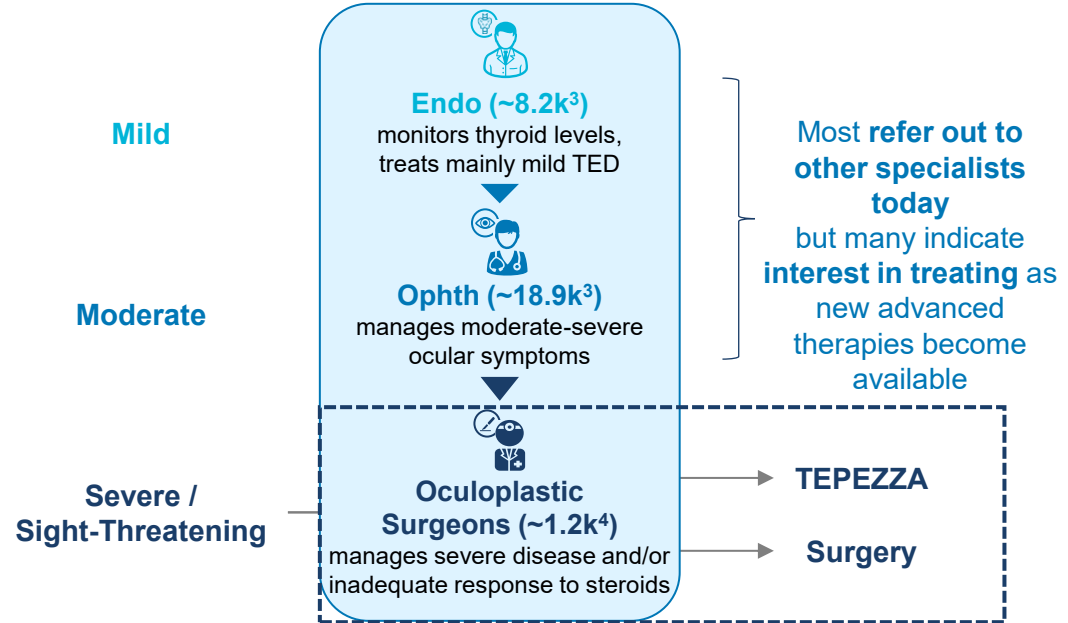 Mild
Endo (~8.2k³)
monitors thyroid levels,
treats mainly mild TED
Moderate
Ophth (~18.9k³)
manages moderate-severe
ocular symptoms
Most refer out to
other specialists
today
but many indicate
interest in treating as
new advanced
therapies become
available
Severe /
Sight-Threatening
Oculoplastic
Surgeons (~1.2k⁴)
manages severe disease and/or
inadequate response to steroids
TEPEZZA
Surgery